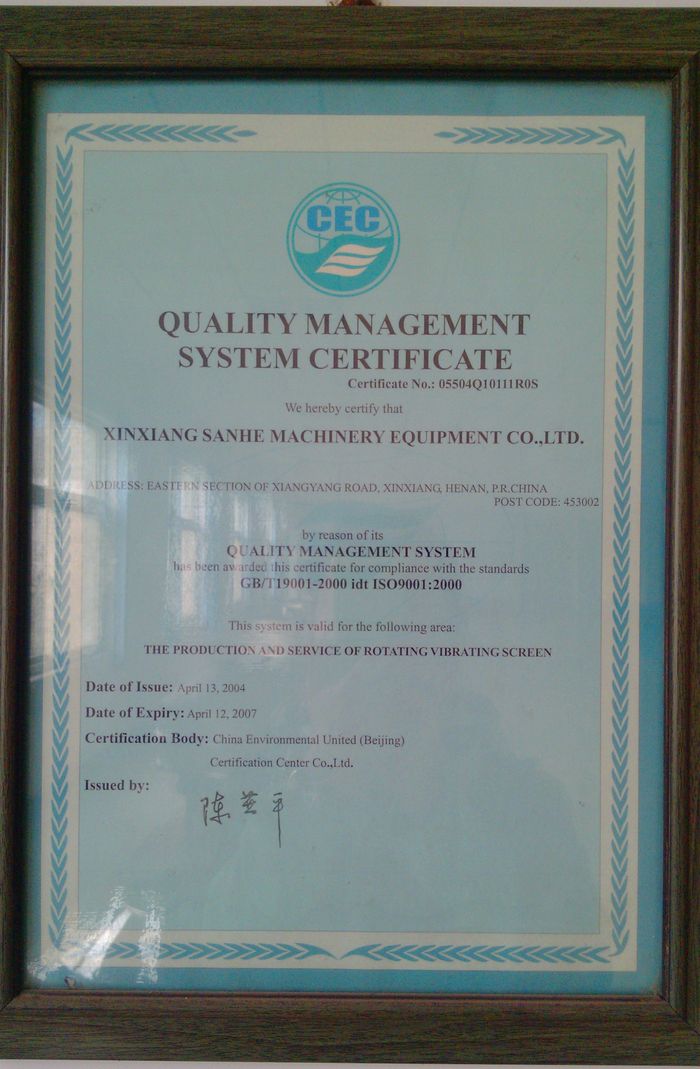 CEC
QUALITY MANAGEMENT
SYSTEM CERTIFICATE
Certificate No.: 05504Q10111R0S
We hereby certify that
XINXIANG SANHE MACHINERY EQUIPMENT CO.,LTD.
ADDRESS: EASTERN SECTION OF XIANGYANG ROAD, XINXIANG, HENAN, P.R.CHINA
POST CODE: 453002
by reason of its
QUALITY MANAGEMENT SYSTEM
has been awarded this certificate for compliance with the standards
GB/T19001-2000 idt ISO9001:2000
This system is valid for the following area:
THE PRODUCTION AND SERVICE OF ROTATING VIBRATING SCREEN
Date of Issue: April 13, 2004
Date of Expiry: April 12, 2007
Certification Body: China Environmental United (Beijing)
Certification Center Co.,Ltd.
Issued by: